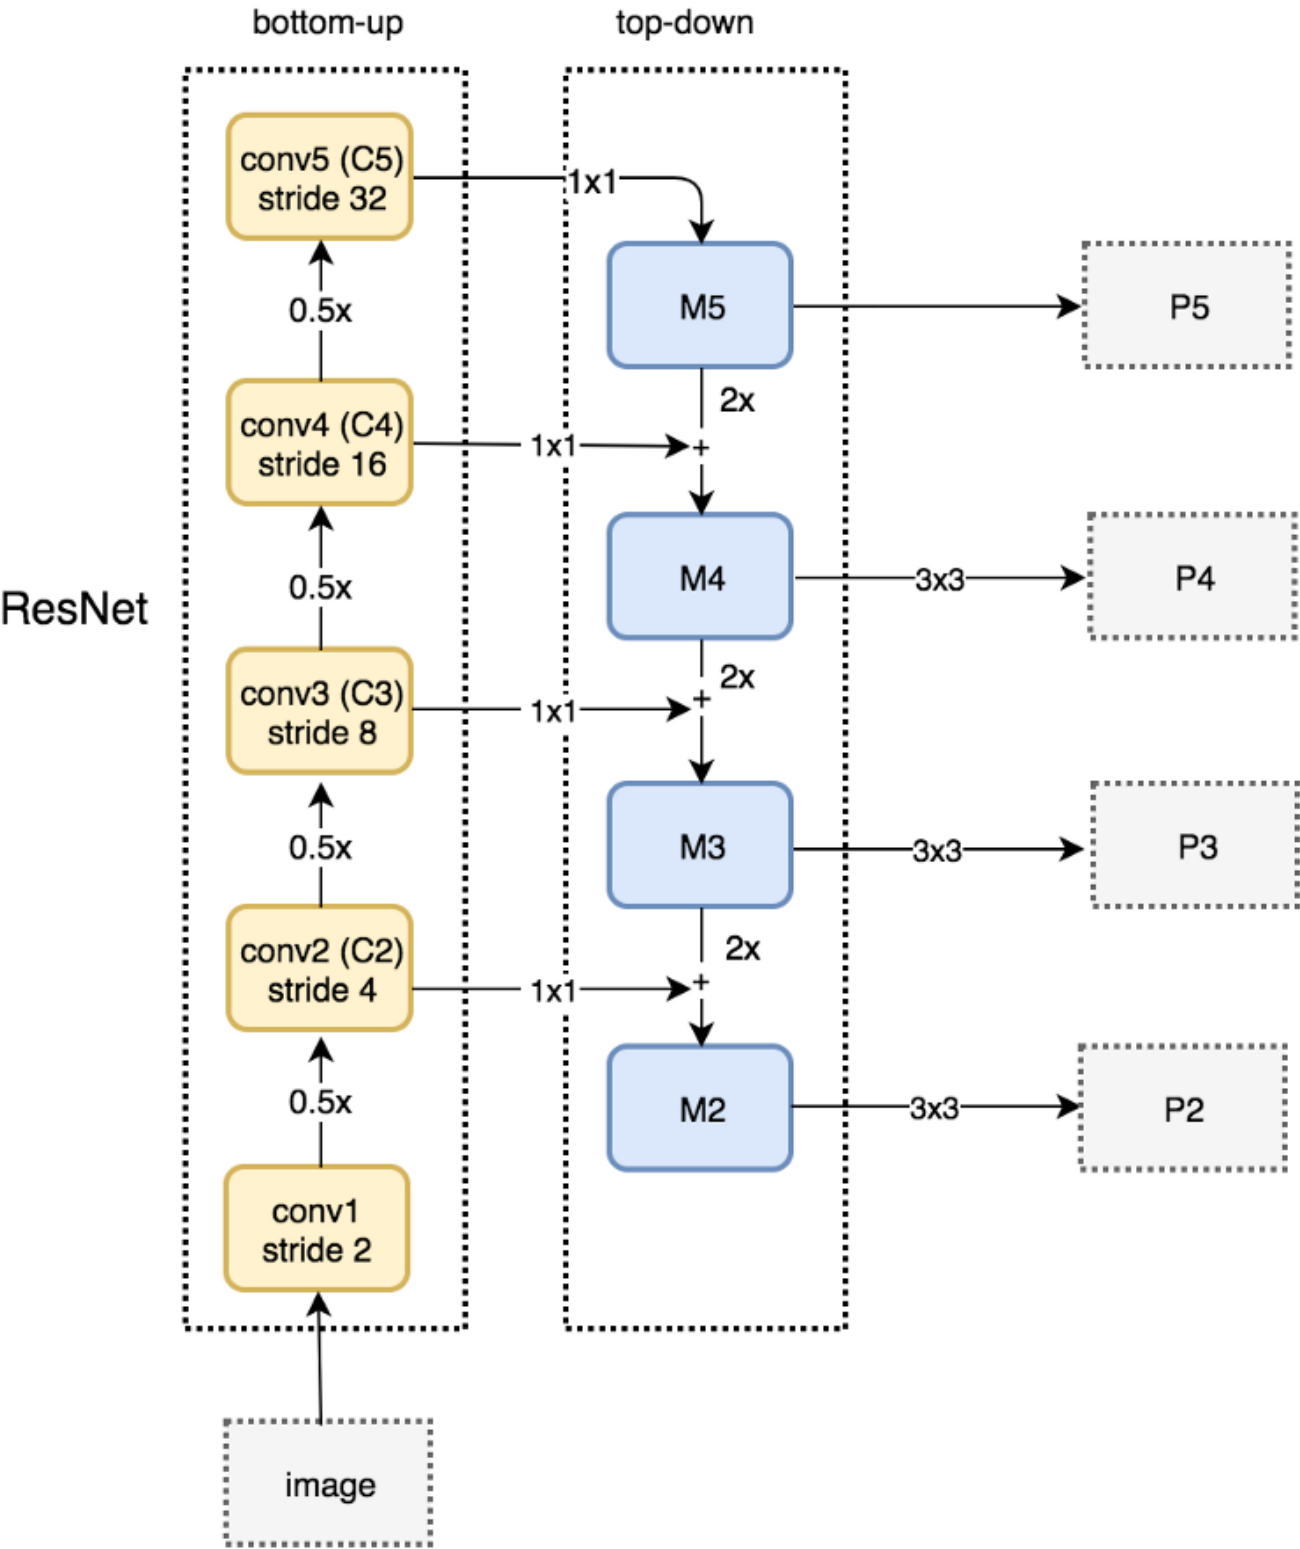 bottom-up
top-down
conv5 (C5)
stride 32
1x1
M5
P5
0.5x
2x
conv4 (C4)
stride 16
1x1
+
M4
3x3
P4
0.5x
ResNet
2x
conv3 (C3)
stride 8
1x1
+
M3
3x3
P3
0.5x
2x
conv2 (C2)
stride 4
1x1
+
M2
3x3
P2
0.5x
conv1
stride 2
image